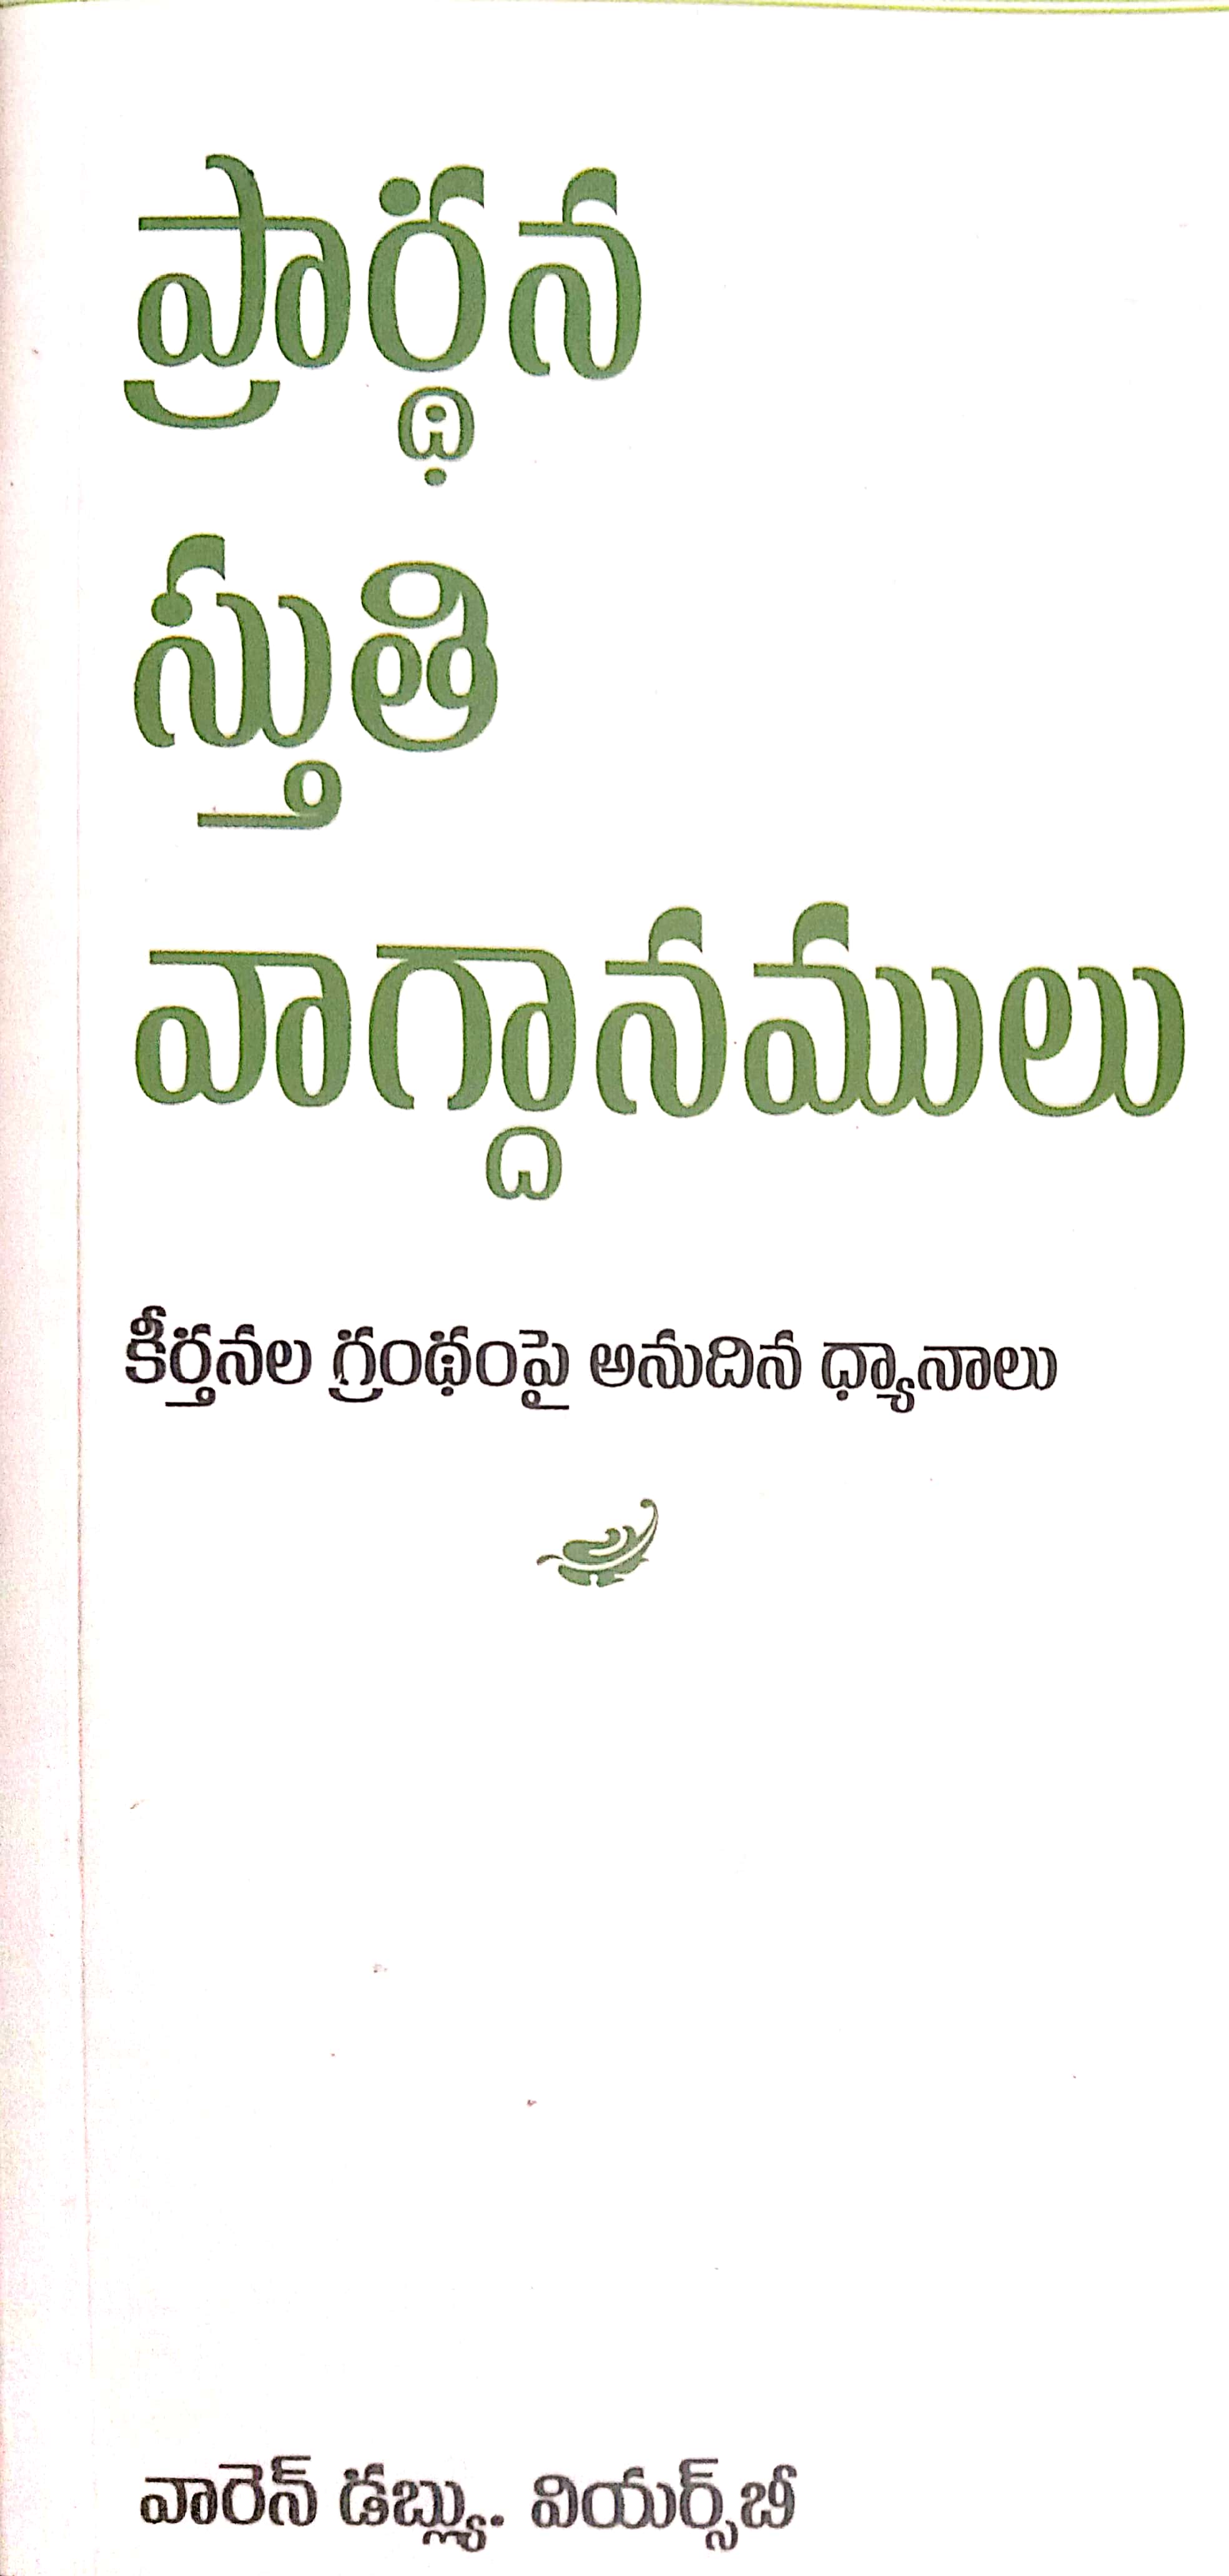 ప్రార్థన
స్తుతి
వాగ్దానములు
కీర్తనల గ్రంథంపై అనుదిన ధ్యానాలు
వారెన్ డబ్ల్యు. వియర్స్‌బీ